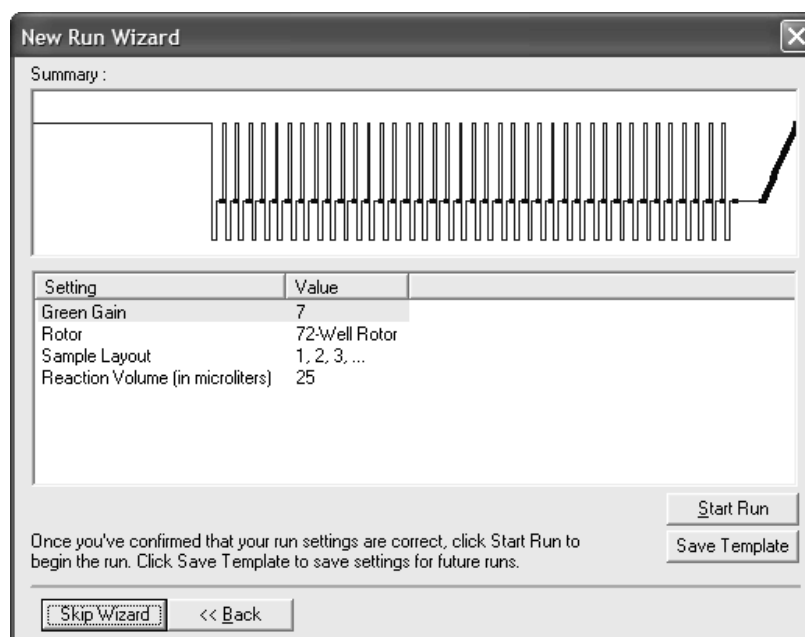 New Run Wizard
Summary :
Setting Value
Green Gain 7
Rotor 72-Well Rotor
Sample Layout 1, 2, 3, ...
Reaction Volume (in microliters) 25
Start Run
Once you've confirmed that your run settings are correct, click Start Run to
begin the run. Click Save Template to save settings for future runs.
Save Template
Skip Wizard << Back